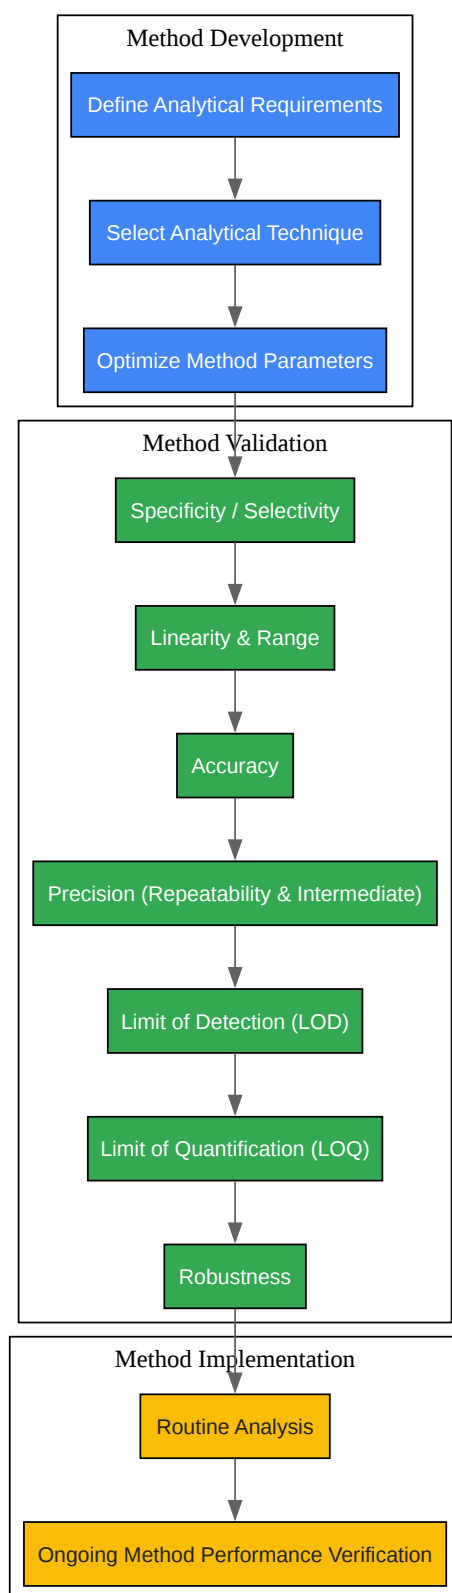 Method Development
Define Analytical Requirements
Select Analytical Technique
Optimize Method Parameters
Method Validation
Specificity / Selectivity
Linearity & Range
Accuracy
Precision (Repeatability & Intermediate)
Limit of Detection (LOD)
Limit of Quantification (LOQ)
Robustness
Method Implementation
Routine Analysis
Ongoing Method Performance Verification